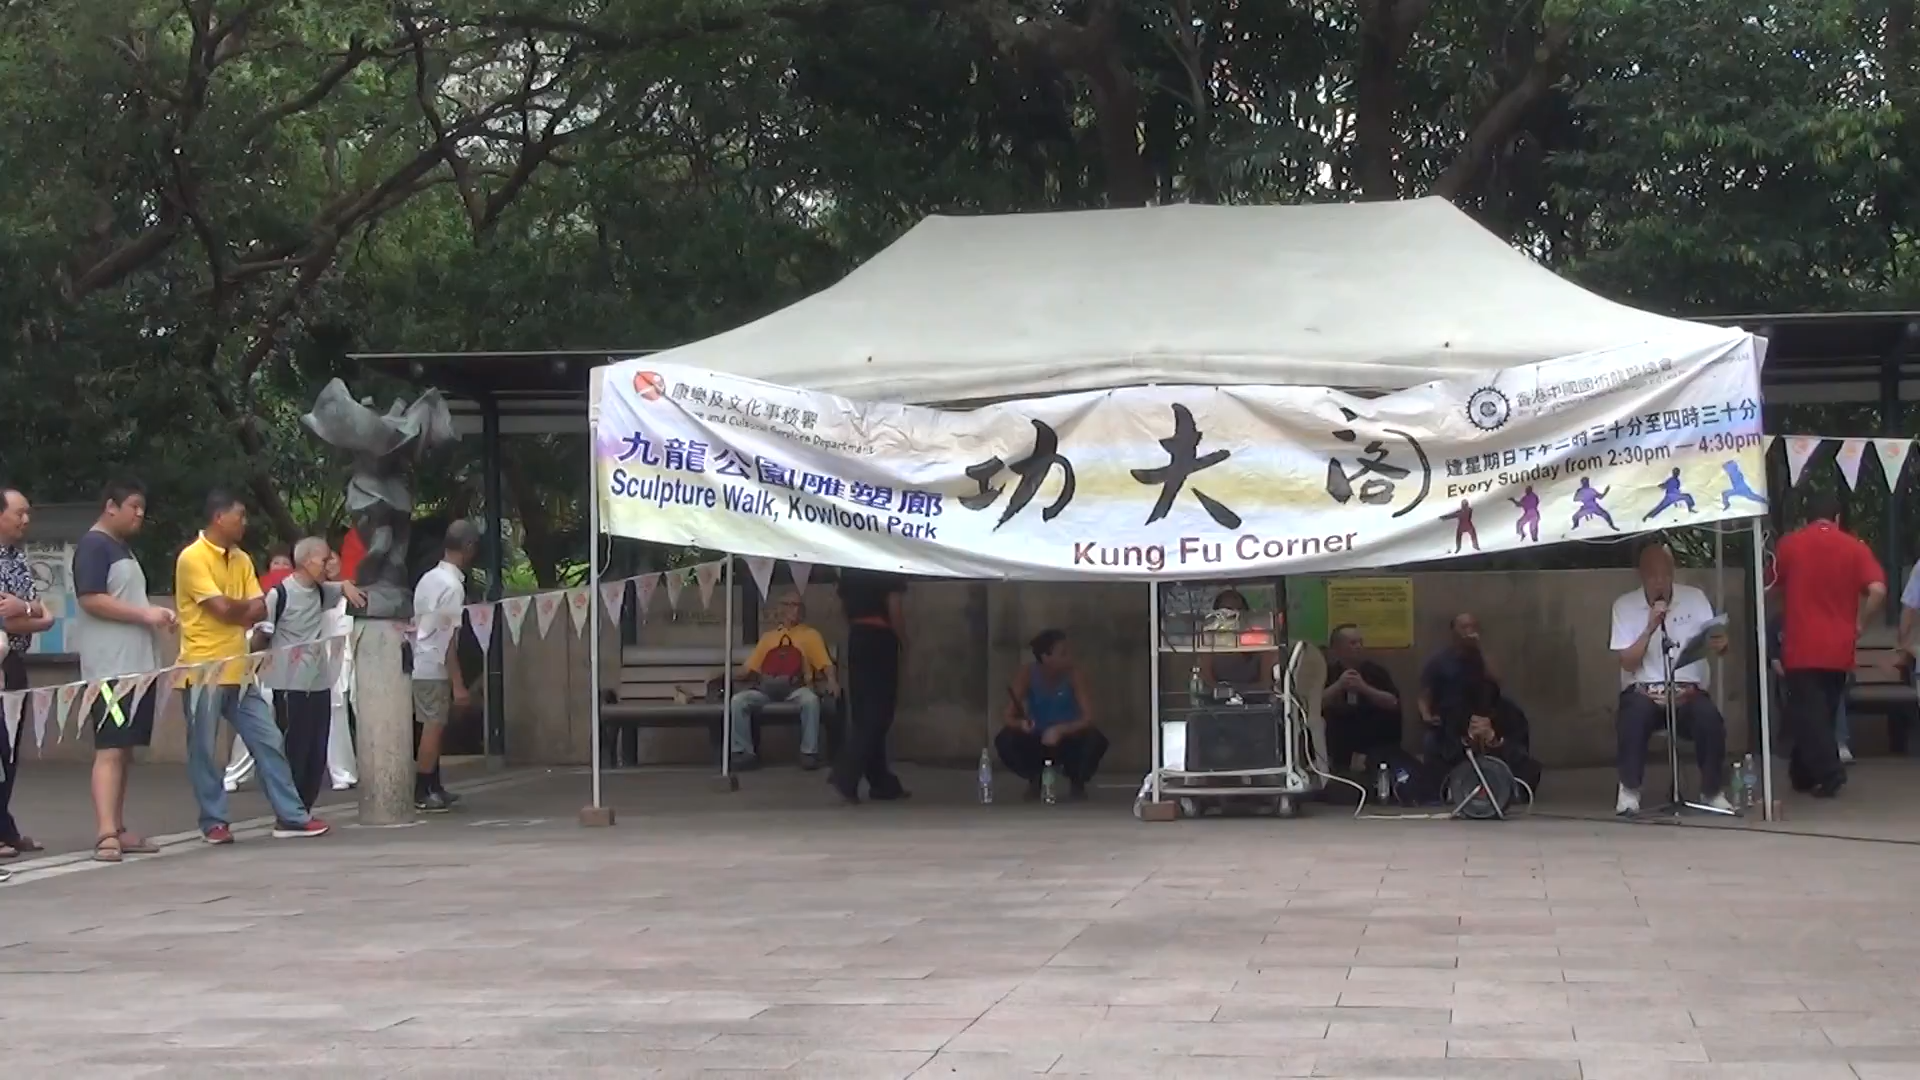 康樂及文化事務署
and Cultural Services Department
九龍公園雕塑廊
Sculpture Walk, Kowloon Park
功夫閣
Kung Fu Corner
香港中國國術龍獅總會
逢星期日下午二時三十分至四時三十分
Every Sunday from 2:30pm — 4:30pm